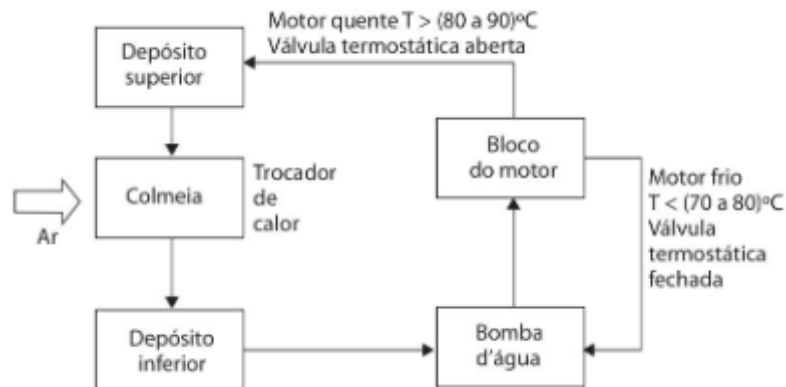 Motor quente T > (80 a 90)ºC
Válvula termostática aberta
Depósito
superior
Bloco
do motor
Colmeia
Trocador
de
calor
Ar
Motor frio
T < (70 a 80)ºC
Válvula
termostática
fechada
Depósito
inferior
Bomba
d'água